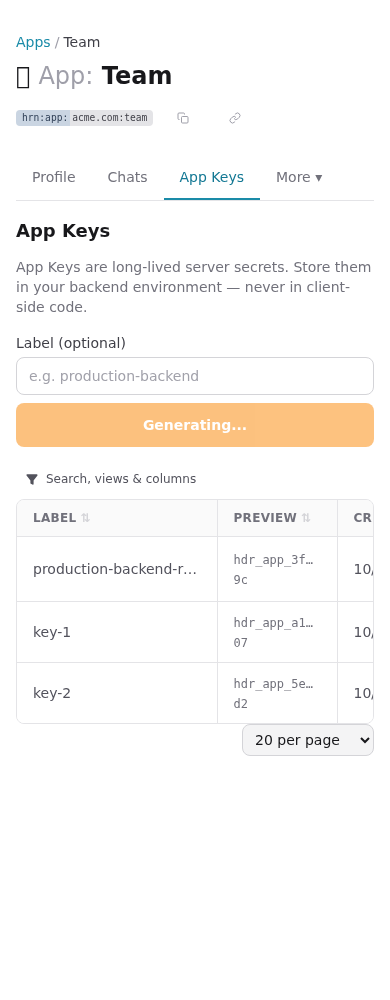 Apps / Team
App: Team
hrn:app: acme.com:team
Profile
Chats
App Keys
More ▾
App Keys
App Keys are long-lived server secrets. Store them
in your backend environment — never in client-
side code.
Label (optional)
e.g. production-backend
Generating...
Search, views & columns
LABEL ⇅ PREVIEW ⇅ CR
production-backend-r… hdr_app_3f…
9c
10/
key-1 hdr_app_a1…
07
10/
key-2 hdr_app_5e…
d2
10/
20 per page